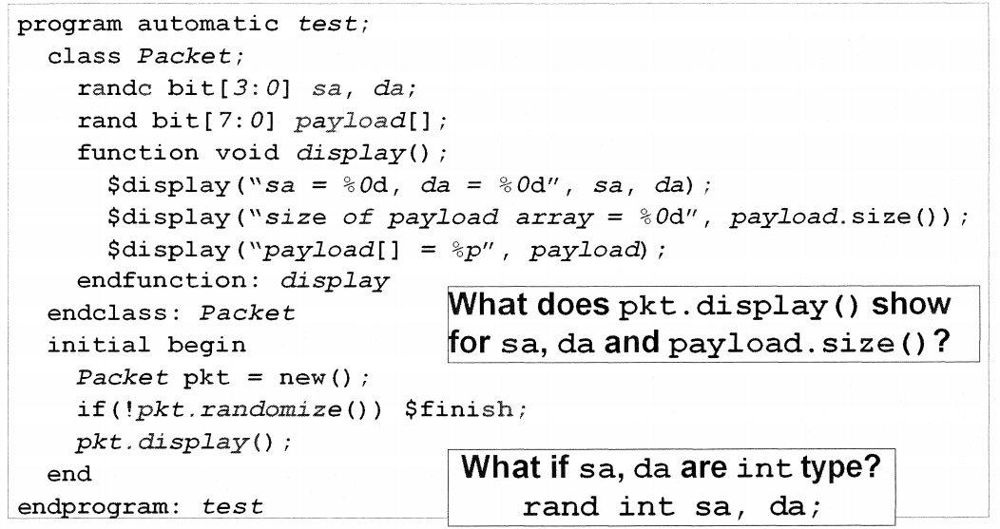 program automatic test;
class Packet;
randc bit[3:0] sa, da;
rand bit[7:0] payload[];
function void display();
$display("sa = %0d, da = %0d", sa, da);
$display("size of payload array = %0d", payload.size());
$display("payload[] = %p", payload);
endfunction: display
endclass: Packet
initial begin
Packet pkt = new();
if(!pkt.randomize()) $finish;
pkt.display();
end
endprogram: test
What does pkt.display() show
for sa, da and payload.size()?
What if sa, da are int type?
rand int sa, da;